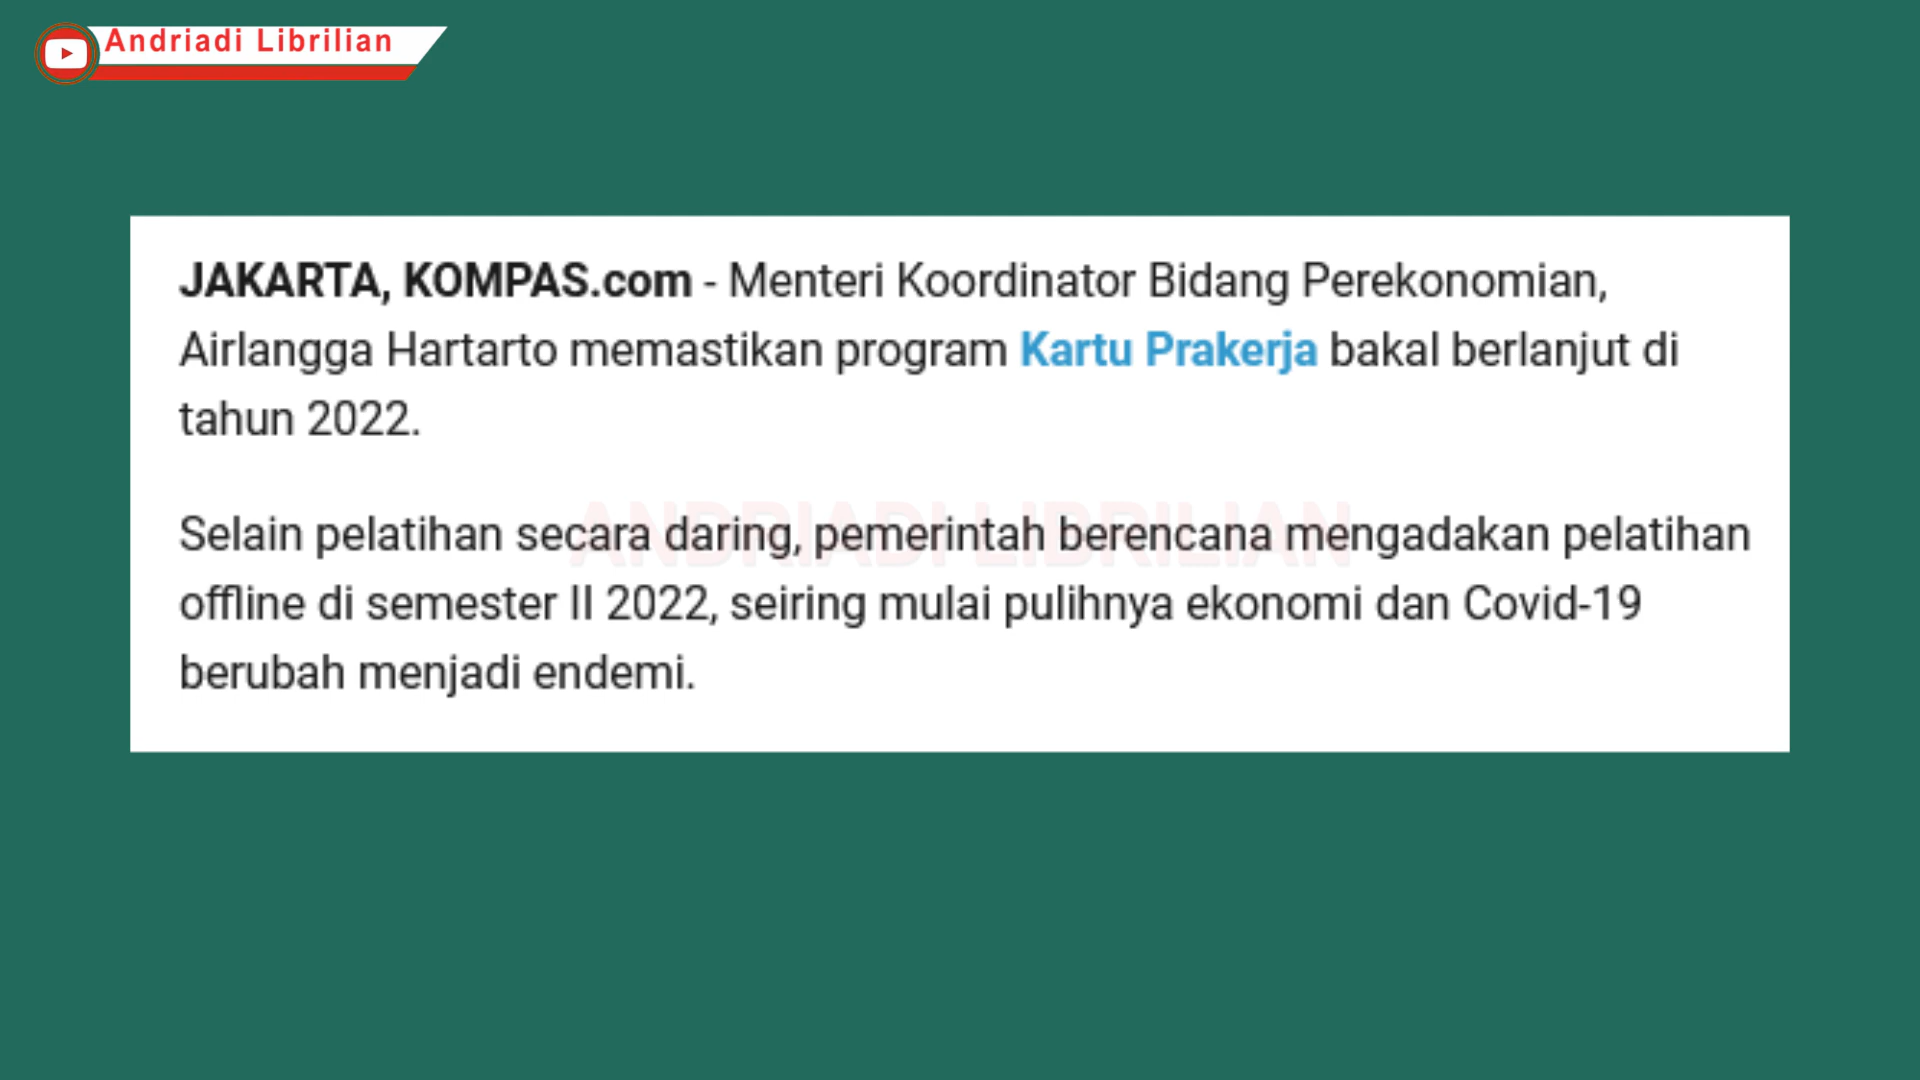 Andriadi Librilian
JAKARTA, KOMPAS.com - Menteri Koordinator Bidang Perekonomian,
Airlangga Hartarto memastikan program Kartu Prakerja bakal berlanjut di
tahun 2022.
ANDRIADI LIBRILIAN
Selain pelatihan secara daring, pemerintah berencana mengadakan pelatihan
offline di semester II 2022, seiring mulai pulihnya ekonomi dan Covid-19
berubah menjadi endemi.